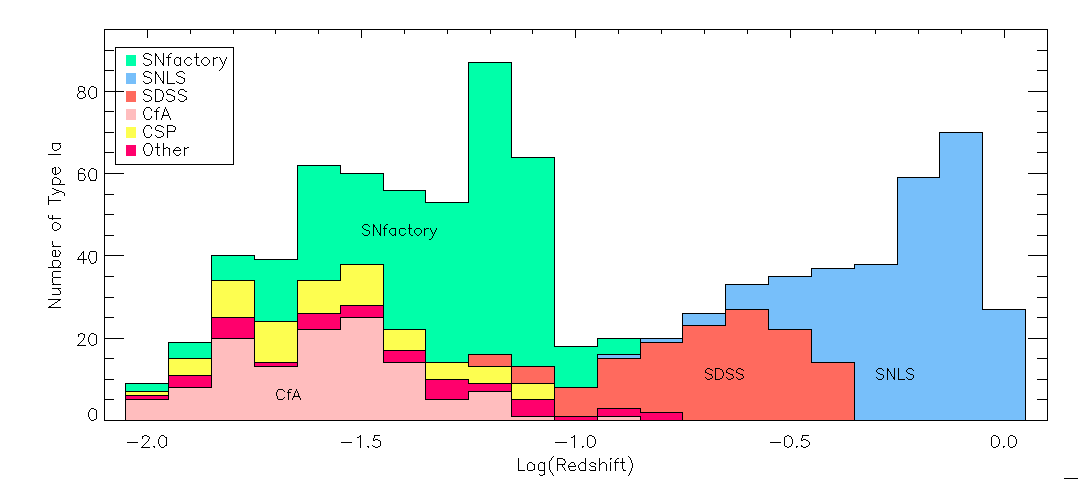 SNfactory
SNLS
SDSS
CfA
CSP
Other
80
60
40
20
0
Number of Type Ia
SNfactory
CfA
SDSS
SNLS
−2.0
−1.5
−1.0
−0.5
0.0
Log(Redshift)